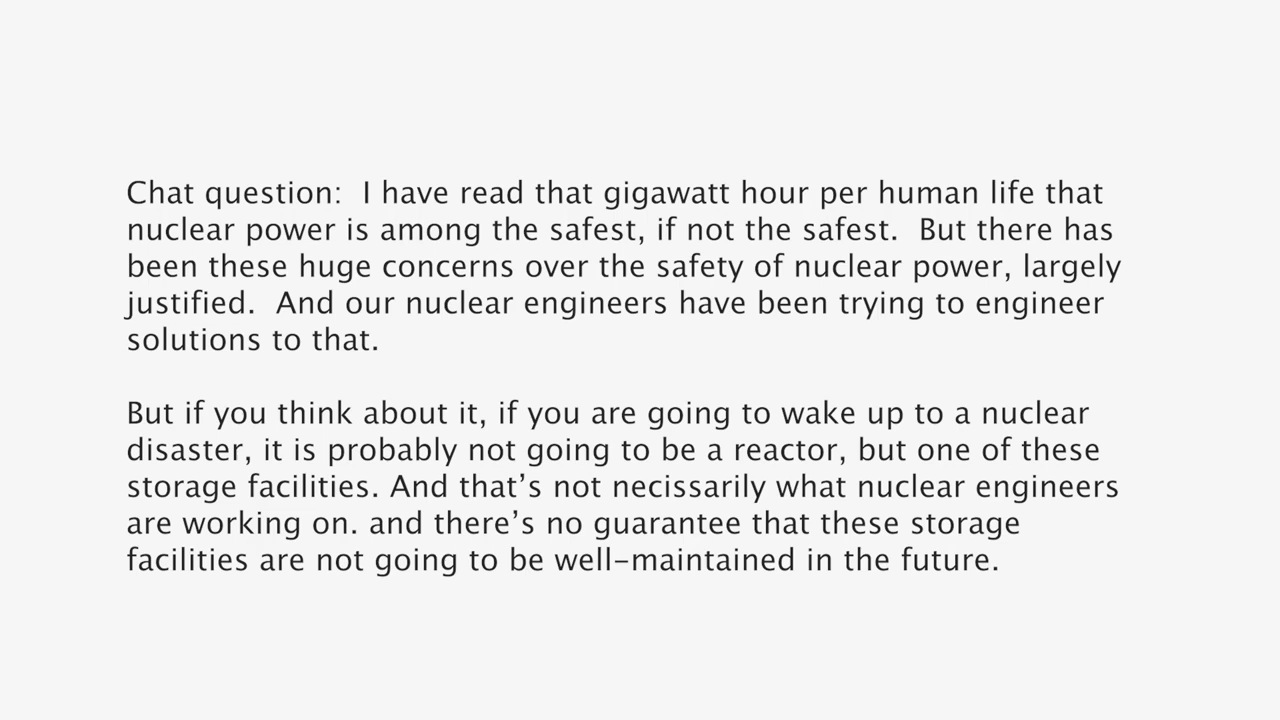 Chat question:  I have read that gigawatt hour per human life that
nuclear power is among the safest, if not the safest.  But there has
been these huge concerns over the safety of nuclear power, largely
justified.  And our nuclear engineers have been trying to engineer
solutions to that.
But if you think about it, if you are going to wake up to a nuclear
disaster, it is probably not going to be a reactor, but one of these
storage facilities. And that’s not necissarily what nuclear engineers
are working on. and there’s no guarantee that these storage
facilities are not going to be well–maintained in the future.